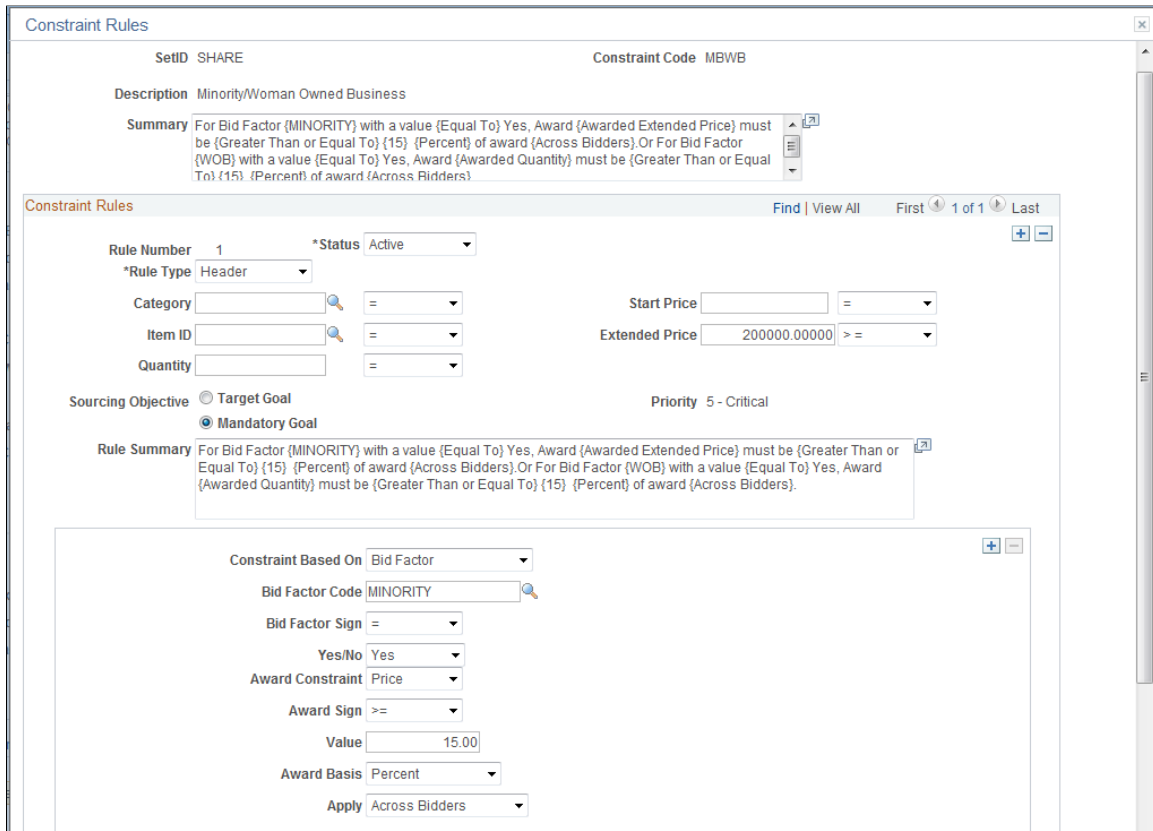 Constraint Rules
SetID SHARE Constraint Code MBWB
Description Minority/Woman Owned Business
Summary For Bid Factor {MINORITY} with a value {Equal To} Yes, Award {Awarded Extended Price} must
be {Greater Than or Equal To} {15} {Percent} of award {Across Bidders}.Or For Bid Factor
{WOB} with a value {Equal To} Yes, Award {Awarded Quantity} must be {Greater Than or Equal
To} {15} {Percent} of award {Across Bidders}
Constraint Rules Find | View All First 1 of 1 Last
Rule Number 1 *Status Active
*Rule Type Header
Category = Start Price =
Item ID = Extended Price 200000.00000 > =
Quantity =
Sourcing Objective Target Goal Priority 5 - Critical
Mandatory Goal
Rule Summary For Bid Factor {MINORITY} with a value {Equal To} Yes, Award {Awarded Extended Price} must be {Greater Than or
Equal To} {15} {Percent} of award {Across Bidders}.Or For Bid Factor {WOB} with a value {Equal To} Yes, Award
{Awarded Quantity} must be {Greater Than or Equal To} {15} {Percent} of award {Across Bidders}.
Constraint Based On Bid Factor
Bid Factor Code MINORITY
Bid Factor Sign =
Yes/No Yes
Award Constraint Price
Award Sign >=
Value 15.00
Award Basis Percent
Apply Across Bidders